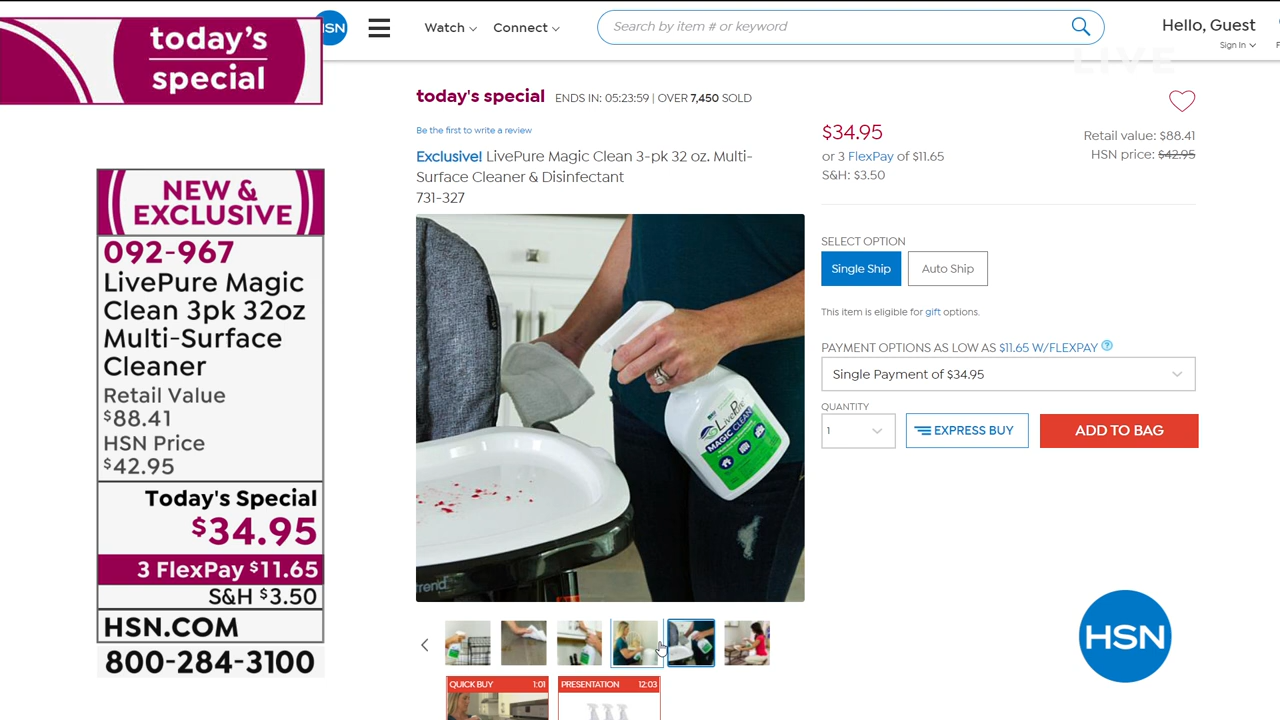 today's
special
HSN
Watch
Connect
Search by item # or keyword
Hello, Guest
Sign In
LIVE
NEW &
EXCLUSIVE
092-967
LivePure Magic
Clean 3pk 32oz
Multi-Surface
Cleaner
Retail Value
$88.41
HSN Price
$42.95
Today's Special
$34.95
3 FlexPay $11.65
S&H $3.50
HSN.COM
800-284-3100
today's special ENDS IN: 05:23:59 | OVER 7,450 SOLD
Be the first to write a review
Exclusive! LivePure Magic Clean 3-pk 32 oz. Multi-
Surface Cleaner & Disinfectant
731-327
LivePure
MAGIC CLEAN
trend
QUICK BUY 1:01
PRESENTATION 12:03
$34.95
or 3 FlexPay of $11.65
S&H: $3.50
Retail value: $88.41
HSN price: $42.95
SELECT OPTION
Single Ship
Auto Ship
This item is eligible for gift options.
PAYMENT OPTIONS AS LOW AS $11.65 W/FLEXPAY ?
Single Payment of $34.95
QUANTITY
1
EXPRESS BUY
ADD TO BAG
HSN